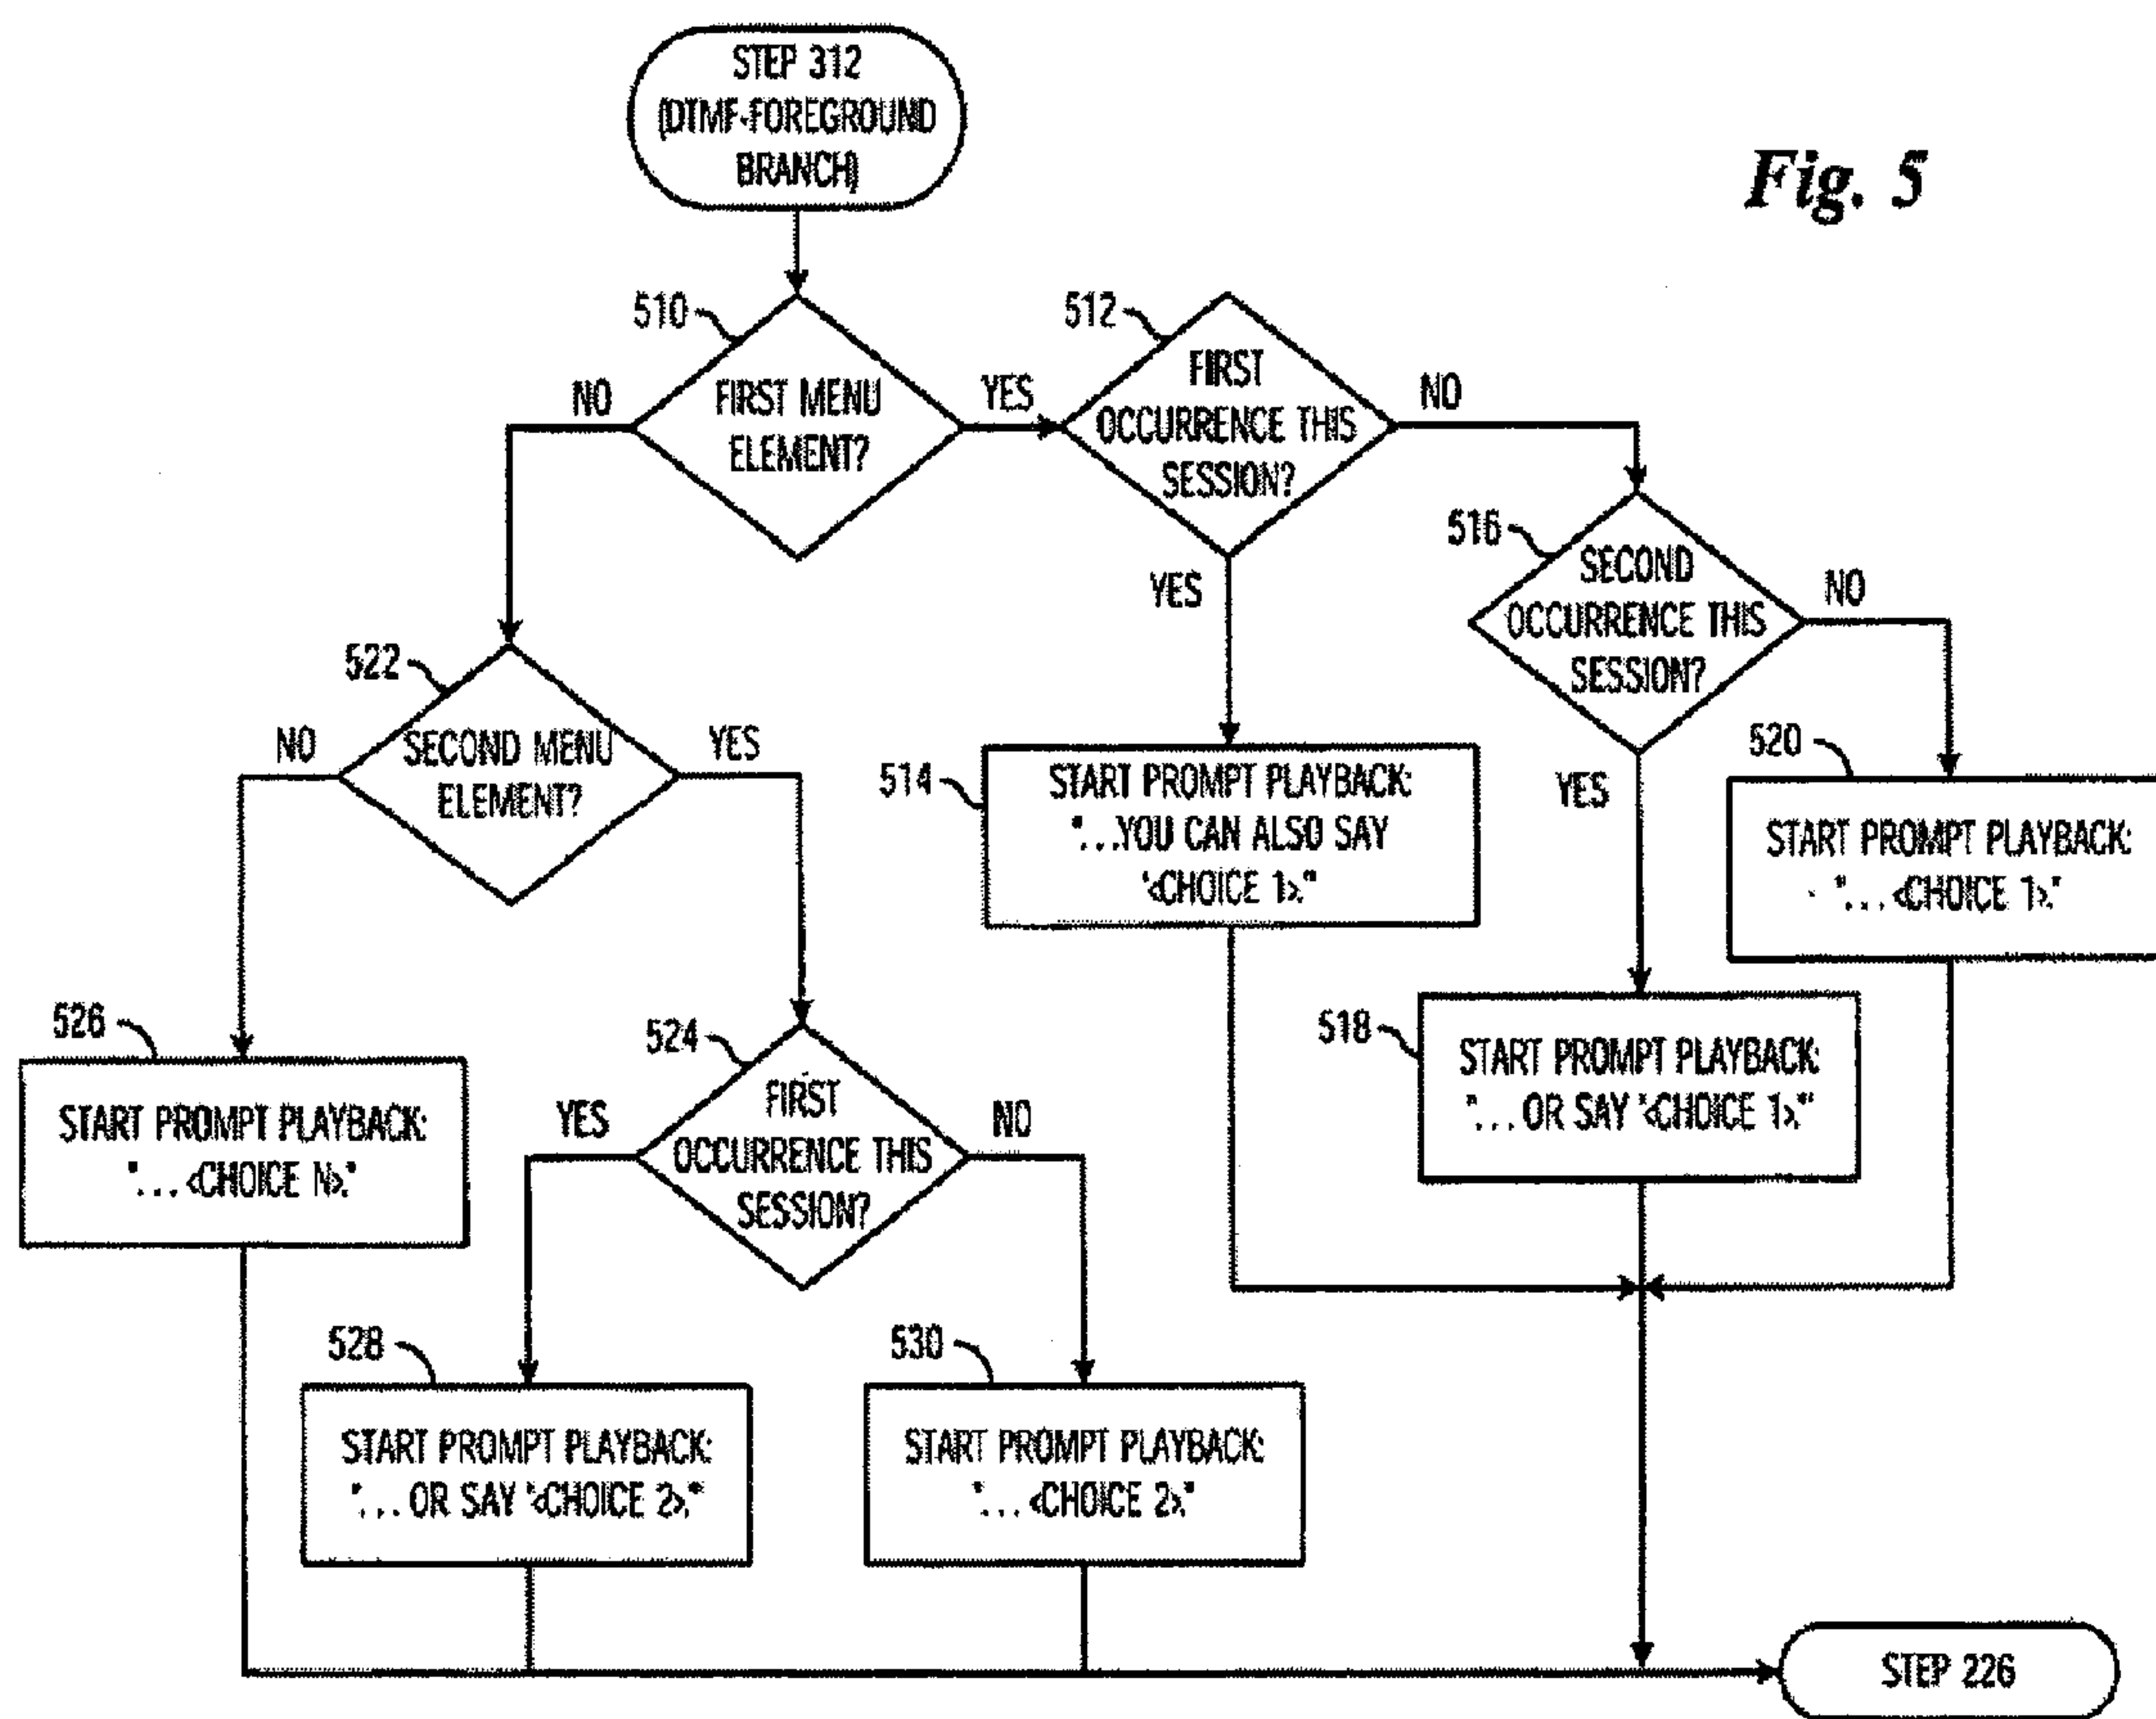 STEP 312
(DTMF-FOREGROUND
BRANCH)
Fig. 5
510
FIRST MENU
ELEMENT?
NO
YES
512
FIRST
OCCURRENCE THIS
SESSION?
NO
YES
516
SECOND
OCCURRENCE THIS
SESSION?
NO
YES
522
SECOND MENU
ELEMENT?
NO
YES
514
START PROMPT PLAYBACK:
"...YOU CAN ALSO SAY
'<CHOICE 1>."
520
START PROMPT PLAYBACK:
"...<CHOICE 1>."
518
START PROMPT PLAYBACK:
"...OR SAY '<CHOICE 1>.'"
526
START PROMPT PLAYBACK:
"...<CHOICE N>."
524
FIRST
OCCURRENCE THIS
SESSION?
YES
NO
528
START PROMPT PLAYBACK:
"...OR SAY '<CHOICE 2>.'"
530
START PROMPT PLAYBACK:
"...<CHOICE 2>."
STEP 226